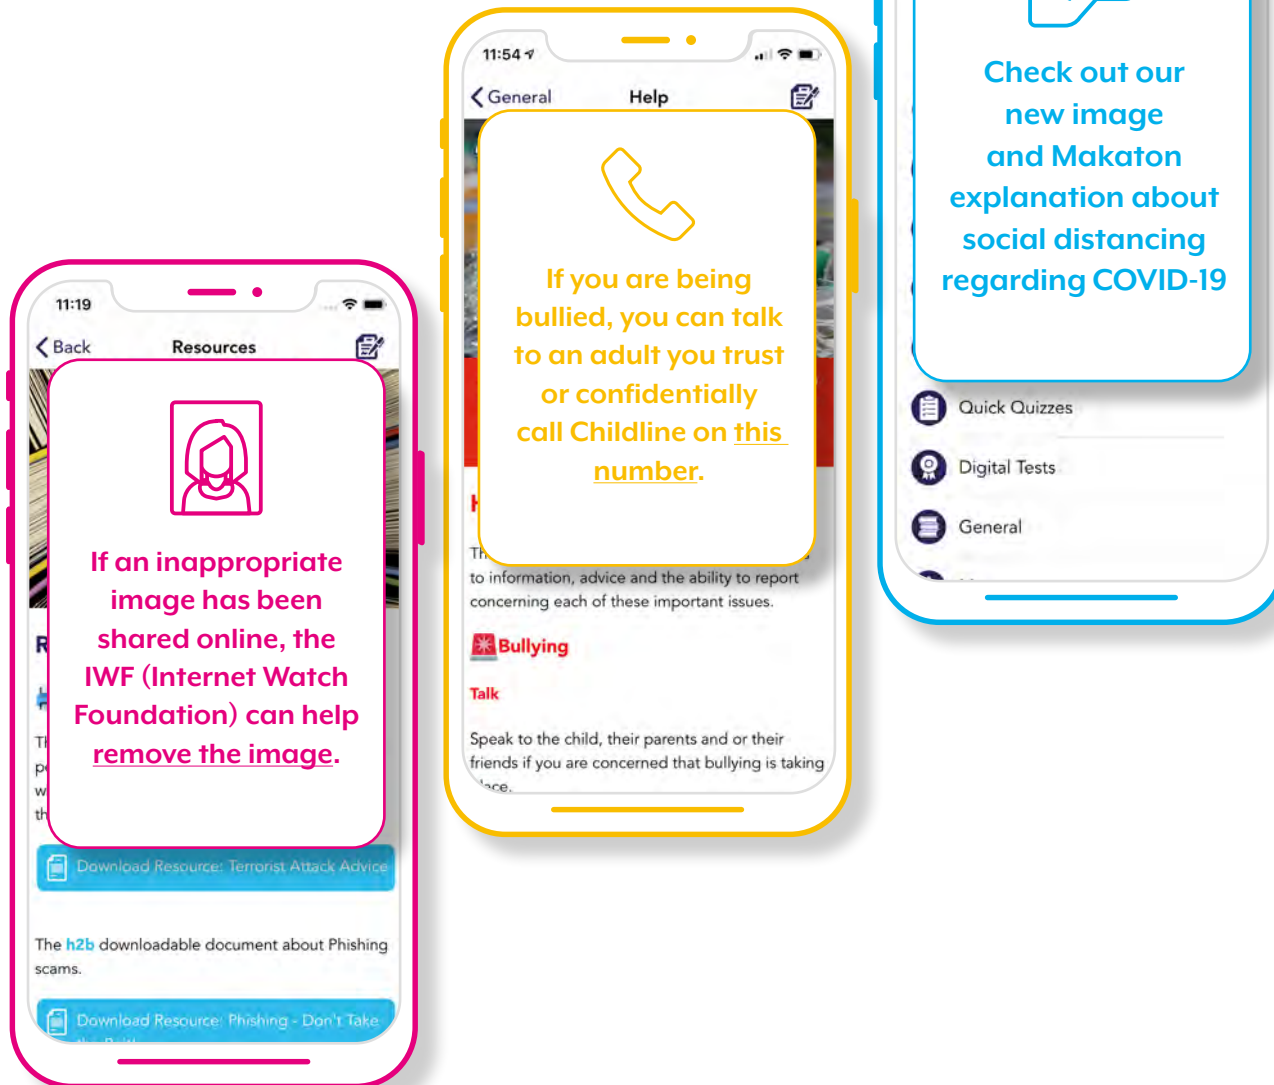 11:19
Back
Resources
If an inappropriate
image has been
shared online, the
IWF (Internet Watch
Foundation) can help
remove the image.
Download Resource: Terrorist Attack Advice
The h2b downloadable document about Phishing
scams.
Download Resource: Phishing - Don't Take
11:54
General
Help
If you are being
bullied, you can talk
to an adult you trust
or confidentially
call Childline on this
number.
to information, advice and the ability to report
concerning each of these important issues.
Bullying
Talk
Speak to the child, their parents and or their
friends if you are concerned that bullying is taking
Check out our
new image
and Makaton
explanation about
social distancing
regarding COVID-19
Quick Quizzes
Digital Tests
General